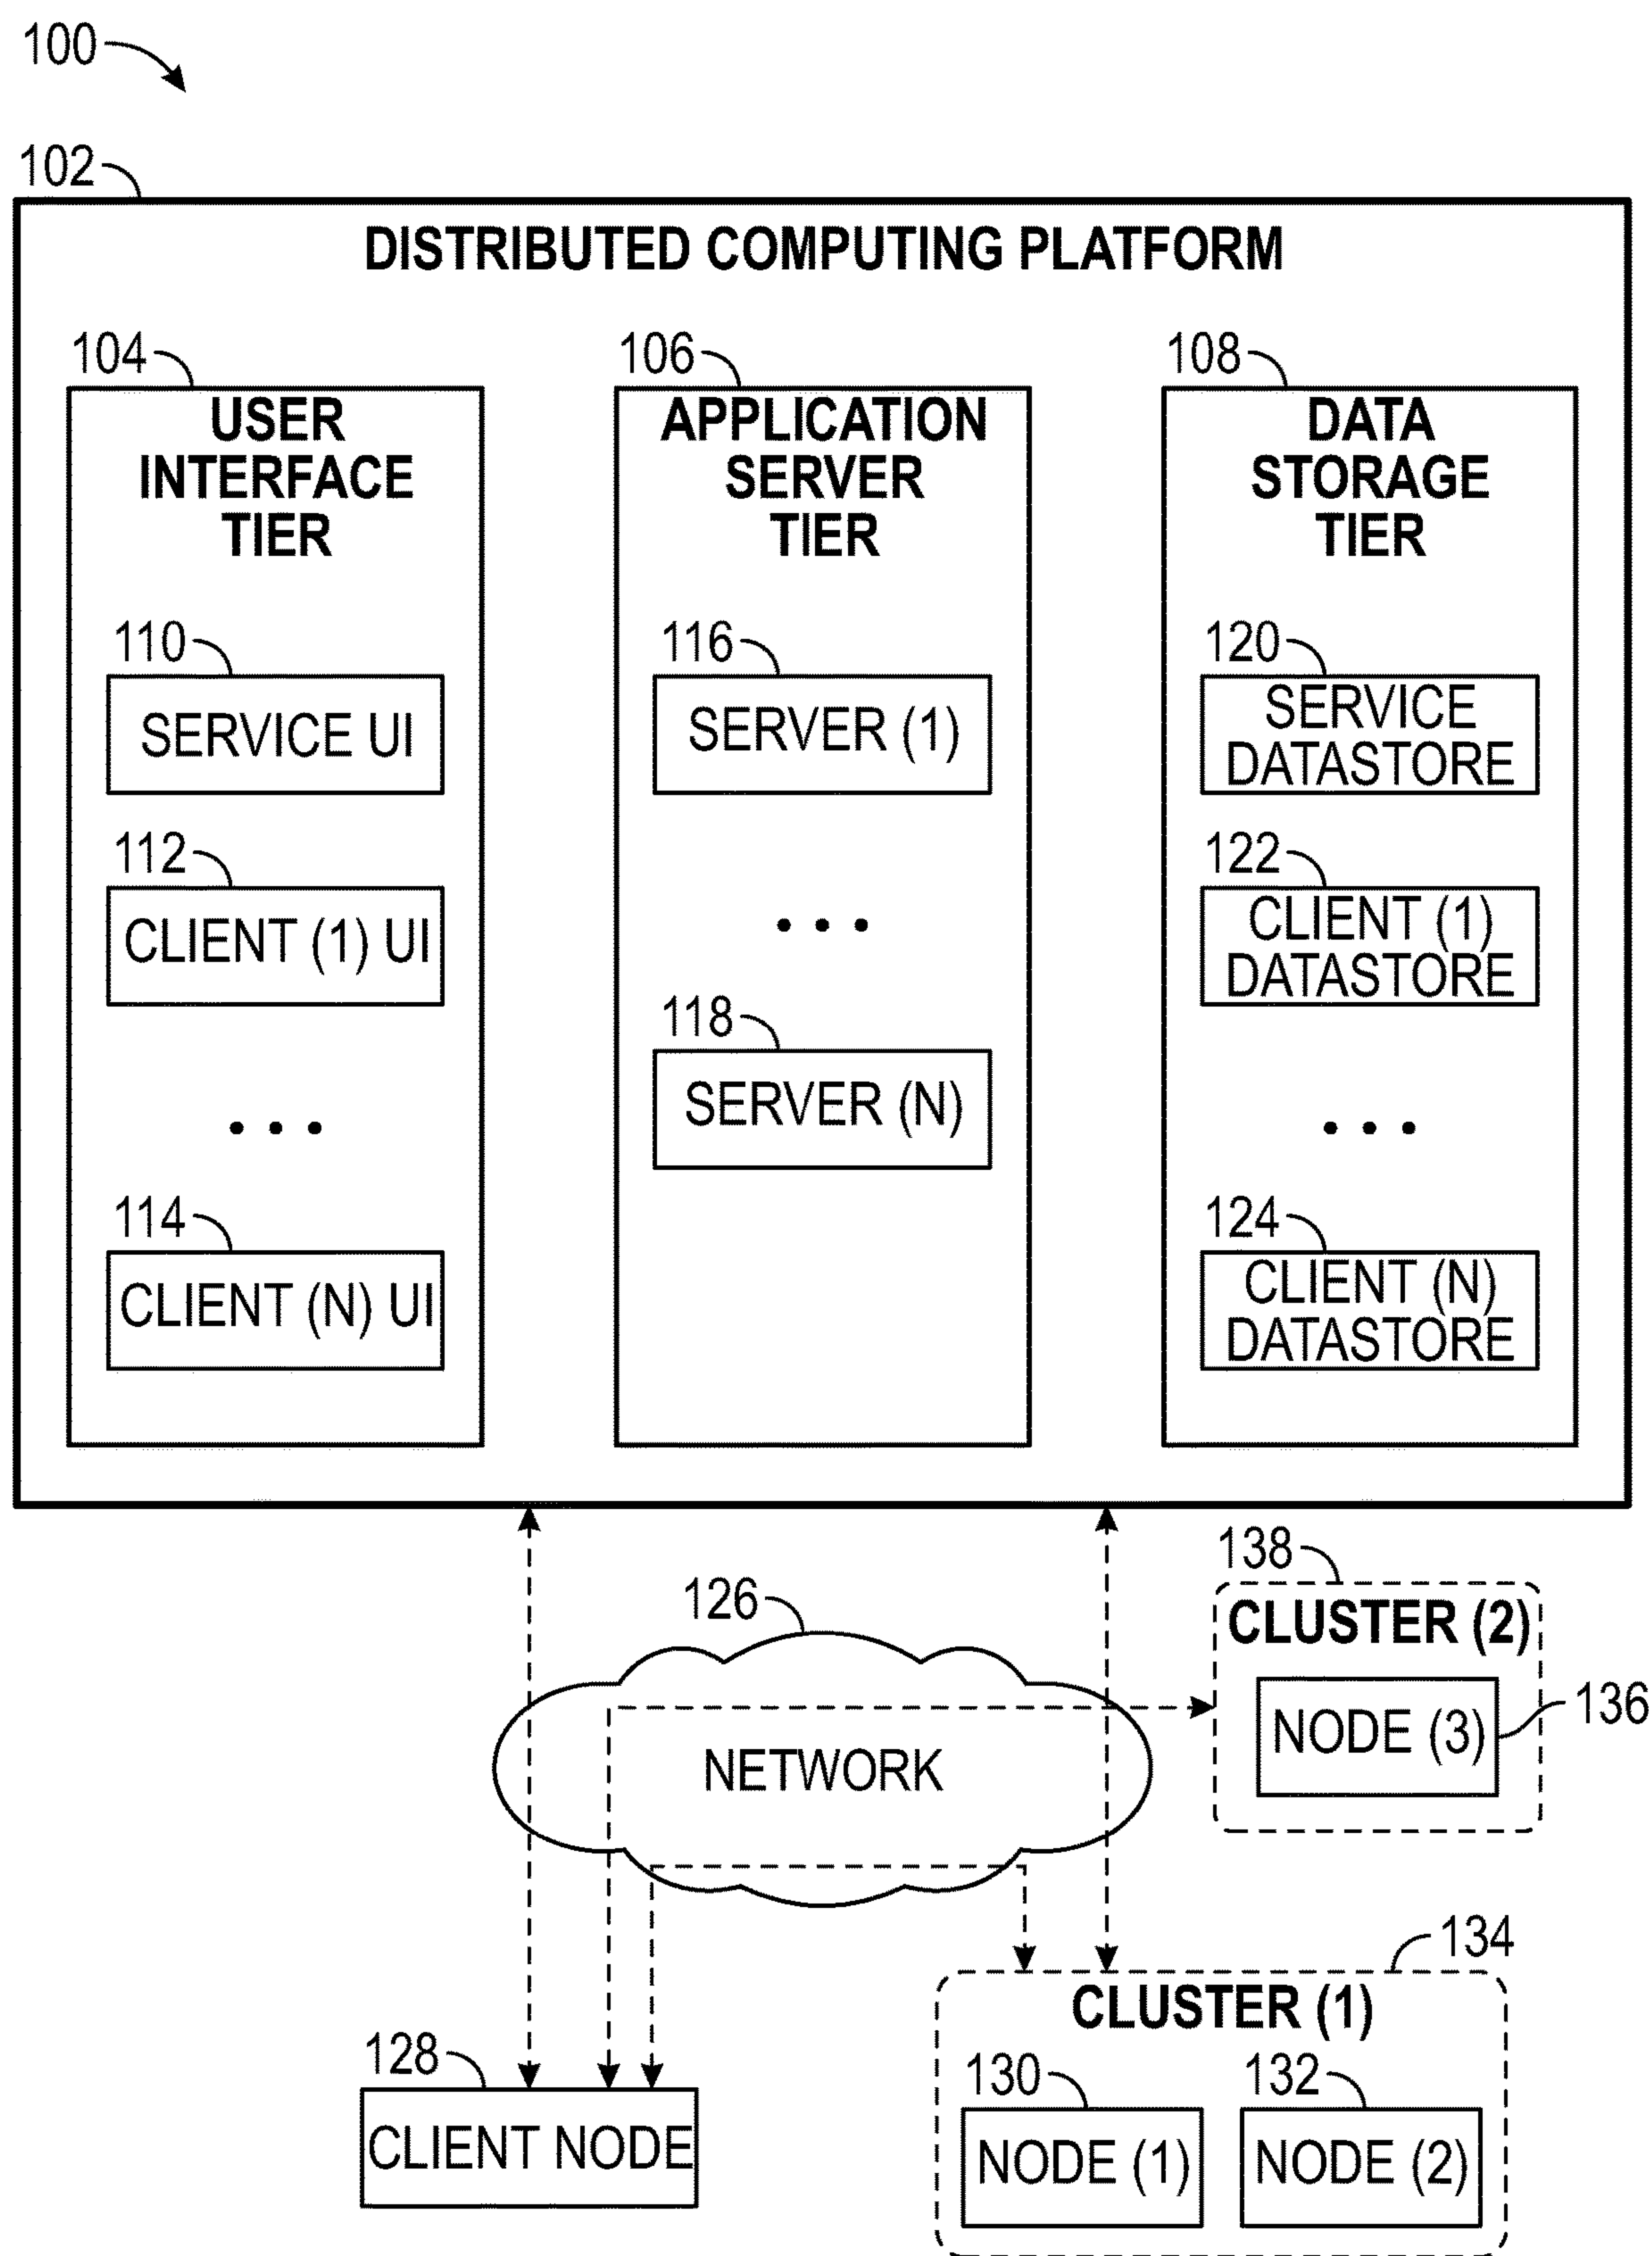 100
102
DISTRIBUTED COMPUTING PLATFORM
104
USER
INTERFACE
TIER
110
SERVICE UI
112
CLIENT (1) UI
• • •
114
CLIENT (N) UI
106
APPLICATION
SERVER
TIER
116
SERVER (1)
• • •
118
SERVER (N)
108
DATA
STORAGE
TIER
120
SERVICE
DATASTORE
122
CLIENT (1)
DATASTORE
• • •
124
CLIENT (N)
DATASTORE
126
NETWORK
138
CLUSTER (2)
NODE (3)
136
128
CLIENT NODE
134
CLUSTER (1)
130
NODE (1)
132
NODE (2)